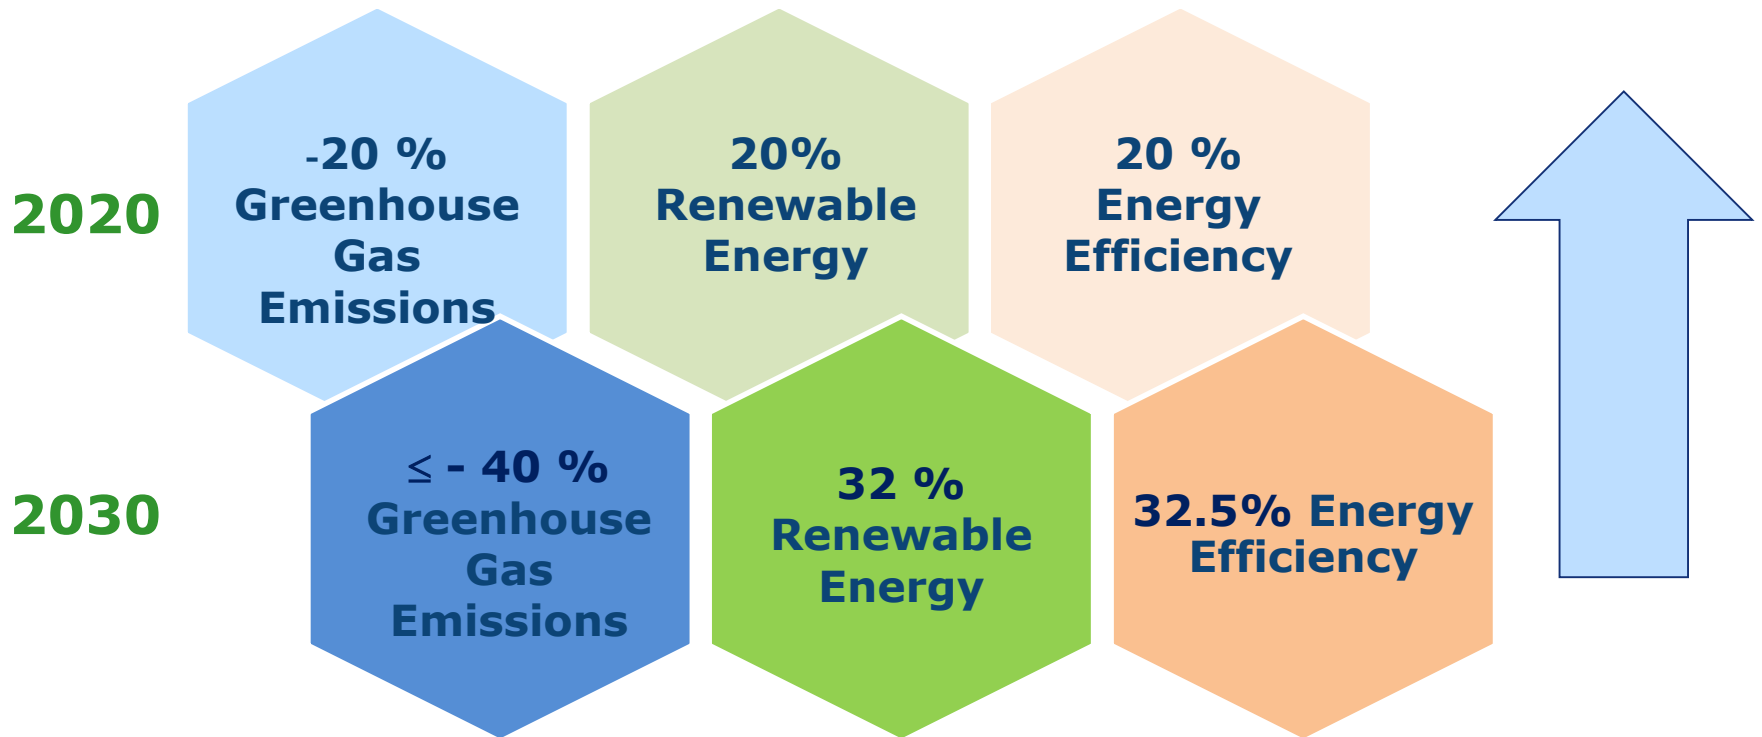 2020
-20 %
Greenhouse
Gas
Emissions
20%
Renewable
Energy
20 %
Energy
Efficiency
2030
≤ - 40 %
Greenhouse
Gas
Emissions
32 %
Renewable
Energy
32.5% Energy
Efficiency